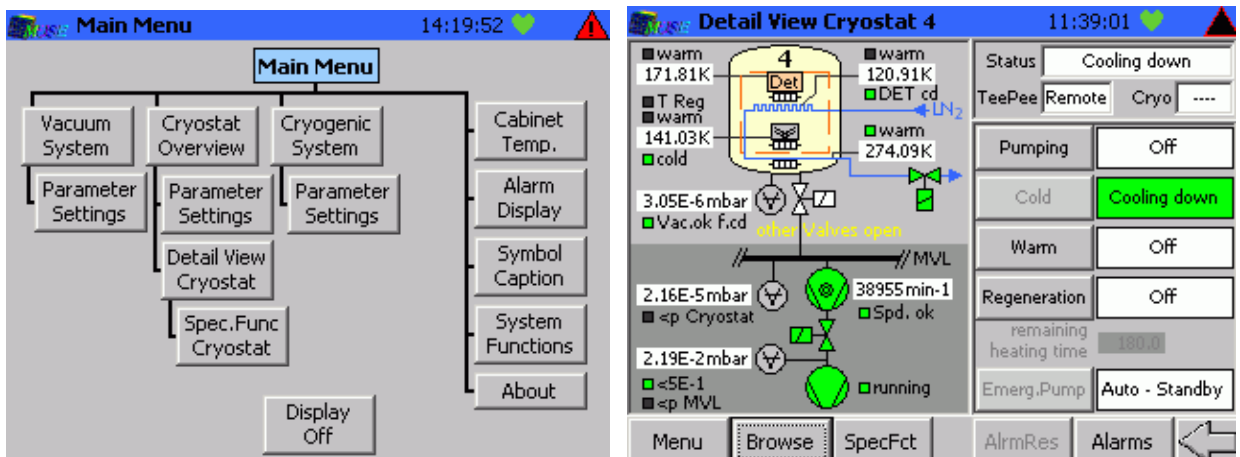 MUSE Main Menu 14:19:52
Main Menu
Vacuum
System
Cryostat
Overview
Cryogenic
System
Cabinet
Temp.
Parameter
Settings
Parameter
Settings
Parameter
Settings
Alarm
Display
Detail View
Cryostat
Symbol
Caption
Spec.Func
Cryostat
System
Functions
About
Display
Off
MUSE Detail View Cryostat 4 11:39:01
warm
171.81K
T Reg
warm
141.03K
cold
4
Det
warm
120.91K
DET cd
LN2
warm
274.09K
3.05E-6mbar
Vac.ok f.cd
other Valves open
MVL
2.16E-5mbar
<p Cryostat
38955min-1
Spd. ok
2.19E-2mbar
<5E-1
<p MVL
running
Status Cooling down
TeePee Remote Cryo ----
Pumping Off
Cold Cooling down
Warm Off
Regeneration Off
remaining
heating time 180.0
Emerg.Pump Auto - Standby
Menu Browse SpecFct AlrmRes Alarms